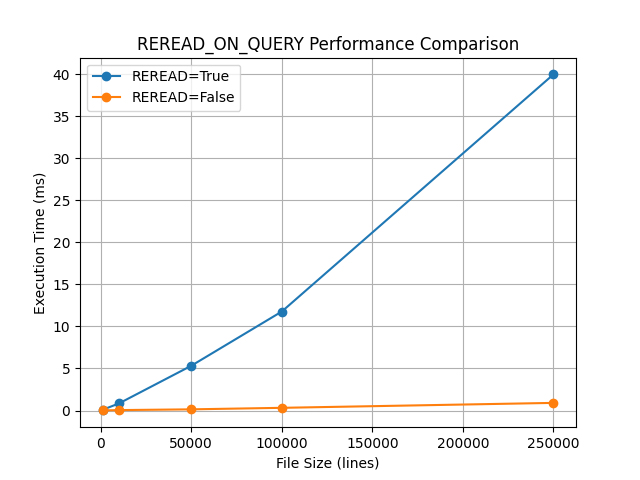 REREAD_ON_QUERY Performance Comparison
REREAD=True
REREAD=False
Execution Time (ms)
40
35
30
25
20
15
10
5
0
0 50000 100000 150000 200000 250000
File Size (lines)